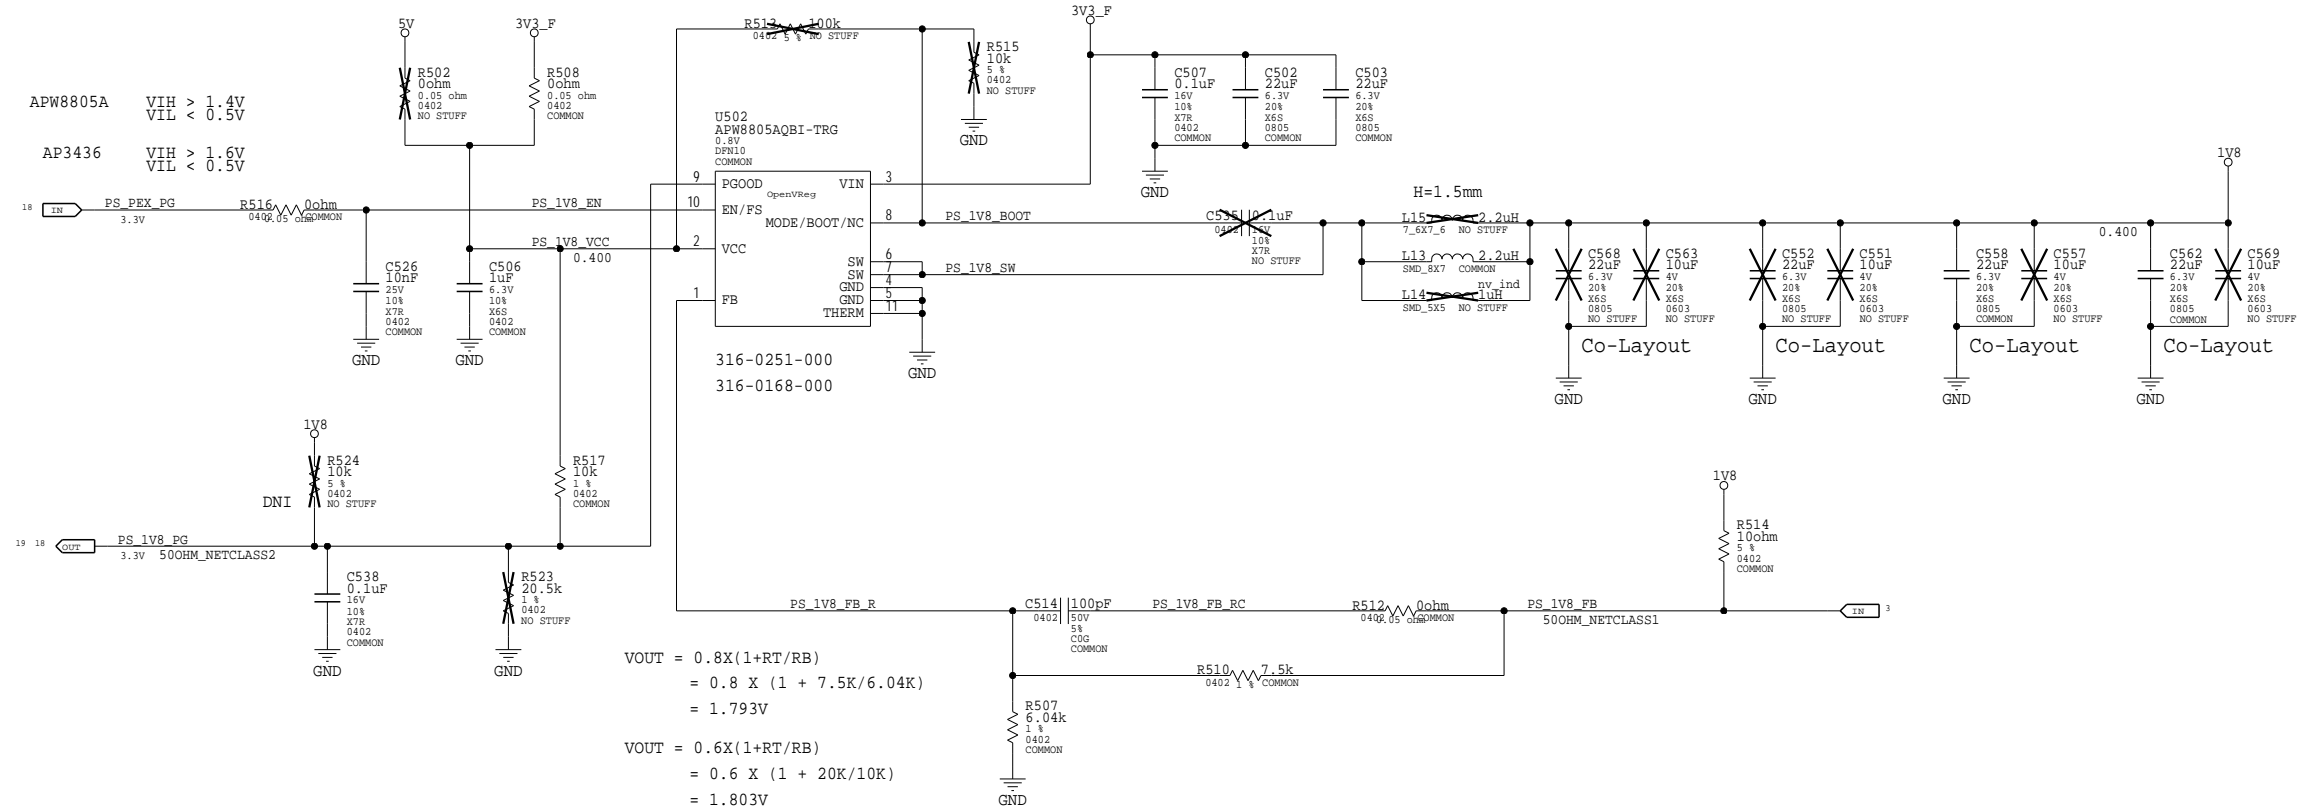 5V
3V3_F
R513 100k
0402 5 % NO STUFF
3V3_F
R515
10k
5 %
0402
NO STUFF
GND
R502
0ohm
0.05 ohm
0402
NO STUFF
R508
0ohm
0.05 ohm
0402
COMMON
C507
0.1uF
16V
10%
X7R
0402
COMMON
C502
22uF
6.3V
20%
X6S
0805
COMMON
C503
22uF
6.3V
20%
X6S
0805
COMMON
GND
APW8805A VIH > 1.4V
VIL < 0.5V
AP3436 VIH > 1.6V
VIL < 0.5V
U502
APW8805AQBI-TRG
0.8V
DFN10
COMMON
9 PGOOD
OpenVReg
VIN 3
10 EN/FS
MODE/BOOT/NC 8
2 VCC
SW 6
SW 7
GND 4
1 FB
GND 5
THERM 11
316-0251-000
316-0168-000
GND
18 IN PS_PEX_PG
3.3V
R516 0ohm
0402 0.05 ohm COMMON
PS_1V8_EN
PS_1V8_VCC
0.400
C526
10nF
25V
10%
X7R
0402
COMMON
GND
C506
1uF
6.3V
10%
X6S
0402
COMMON
GND
PS_1V8_BOOT
C535 0.1uF
0402 16V
10%
X7R
NO STUFF
PS_1V8_SW
H=1.5mm
L15 2.2uH
7_6X7_6 NO STUFF
L13 2.2uH
SMD_8X7 COMMON
nv_ind
L14 1uH
SMD_5X5 NO STUFF
1V8
0.400
C568
22uF
6.3V
20%
X6S
0805
NO STUFF
C563
10uF
4V
20%
X6S
0603
NO STUFF
Co-Layout
GND
C552
22uF
6.3V
20%
X6S
0805
NO STUFF
C551
10uF
4V
20%
X6S
0603
NO STUFF
Co-Layout
GND
C558
22uF
6.3V
20%
X6S
0805
COMMON
C557
10uF
4V
20%
X6S
0603
NO STUFF
Co-Layout
GND
C562
22uF
6.3V
20%
X6S
0805
COMMON
C569
10uF
4V
20%
X6S
0603
NO STUFF
Co-Layout
GND
1V8
R524
10k
5 %
0402
NO STUFF
DNI
R517
10k
1 %
0402
COMMON
19 18 OUT PS_1V8_PG
3.3V 50OHM_NETCLASS2
C538
0.1uF
16V
10%
X7R
0402
COMMON
GND
R523
20.5k
1 %
0402
NO STUFF
GND
1V8
R514
10ohm
5 %
0402
COMMON
PS_1V8_FB_R
C514 100pF
0402 50V
5%
C0G
COMMON
PS_1V8_FB_RC
R512 0ohm
0402 0.05 ohm COMMON
PS_1V8_FB
50OHM_NETCLASS1
IN 3
R510 7.5k
0402 1 % COMMON
R507
6.04k
1 %
0402
COMMON
GND
VOUT = 0.8X(1+RT/RB)
= 0.8 X (1 + 7.5K/6.04K)
= 1.793V
VOUT = 0.6X(1+RT/RB)
= 0.6 X (1 + 20K/10K)
= 1.803V